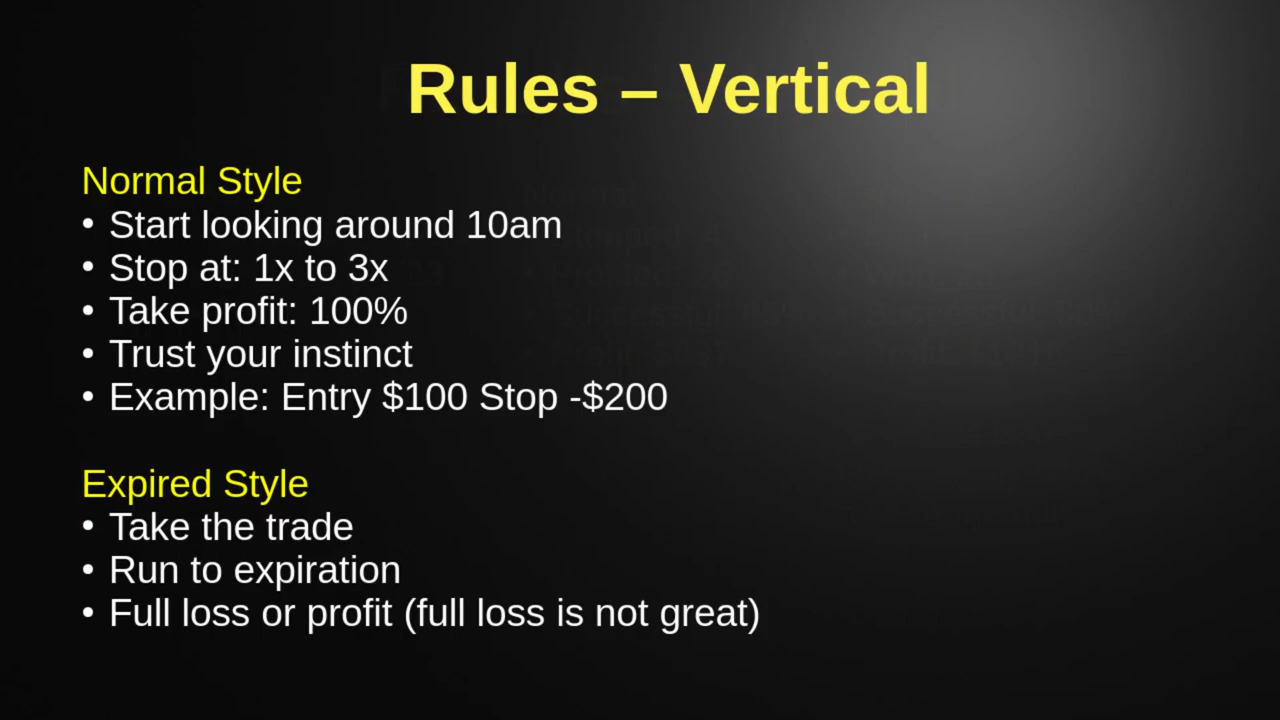 Rules – Vertical
Normal Style
• Start looking around 10am
• Stop at: 1x to 3x
• Take profit: 100%
• Trust your instinct
• Example: Entry $100 Stop -$200
Expired Style
• Take the trade
• Run to expiration
• Full loss or profit (full loss is not great)